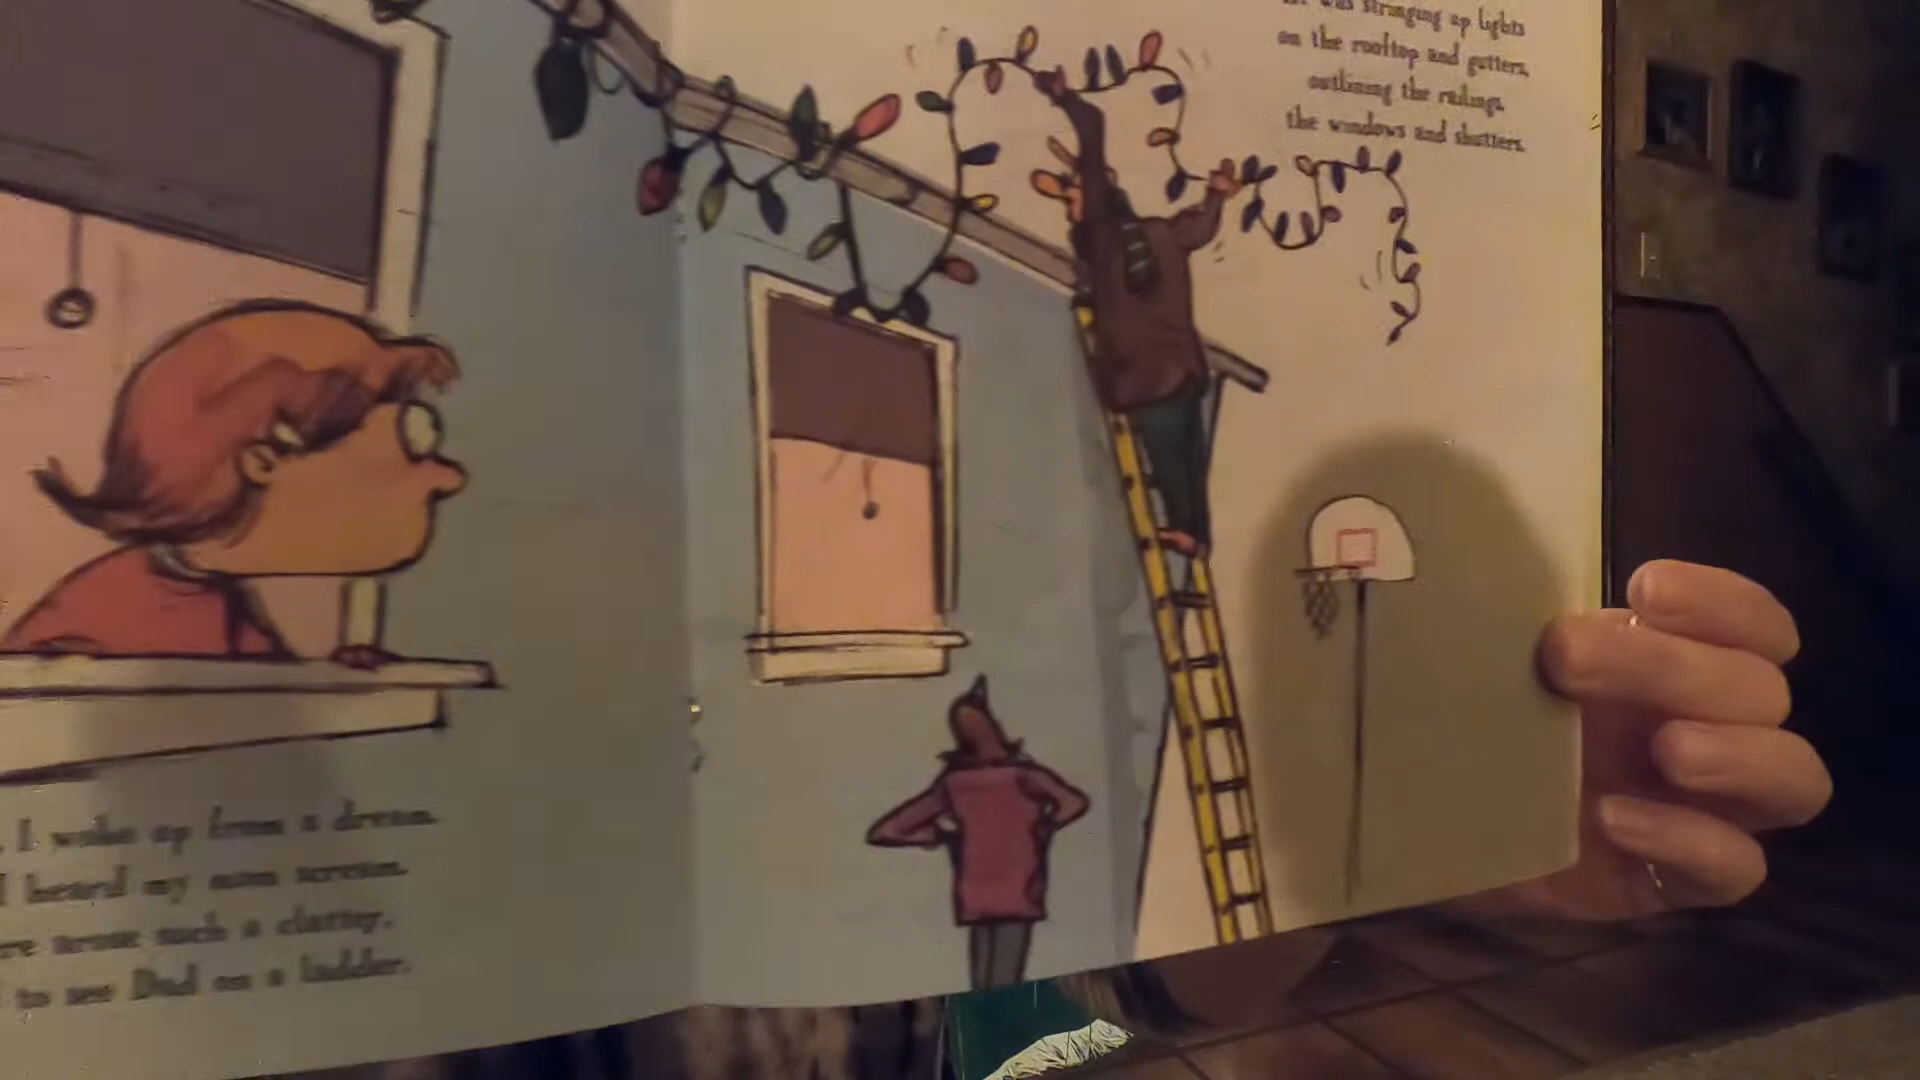 I woke up from a dream.
I heard my mom scream.
arose such a clatter,
to see Dad on a ladder.
was stringing up lights
on the rooftop and gutters,
outlining the railings,
the windows and shutters.